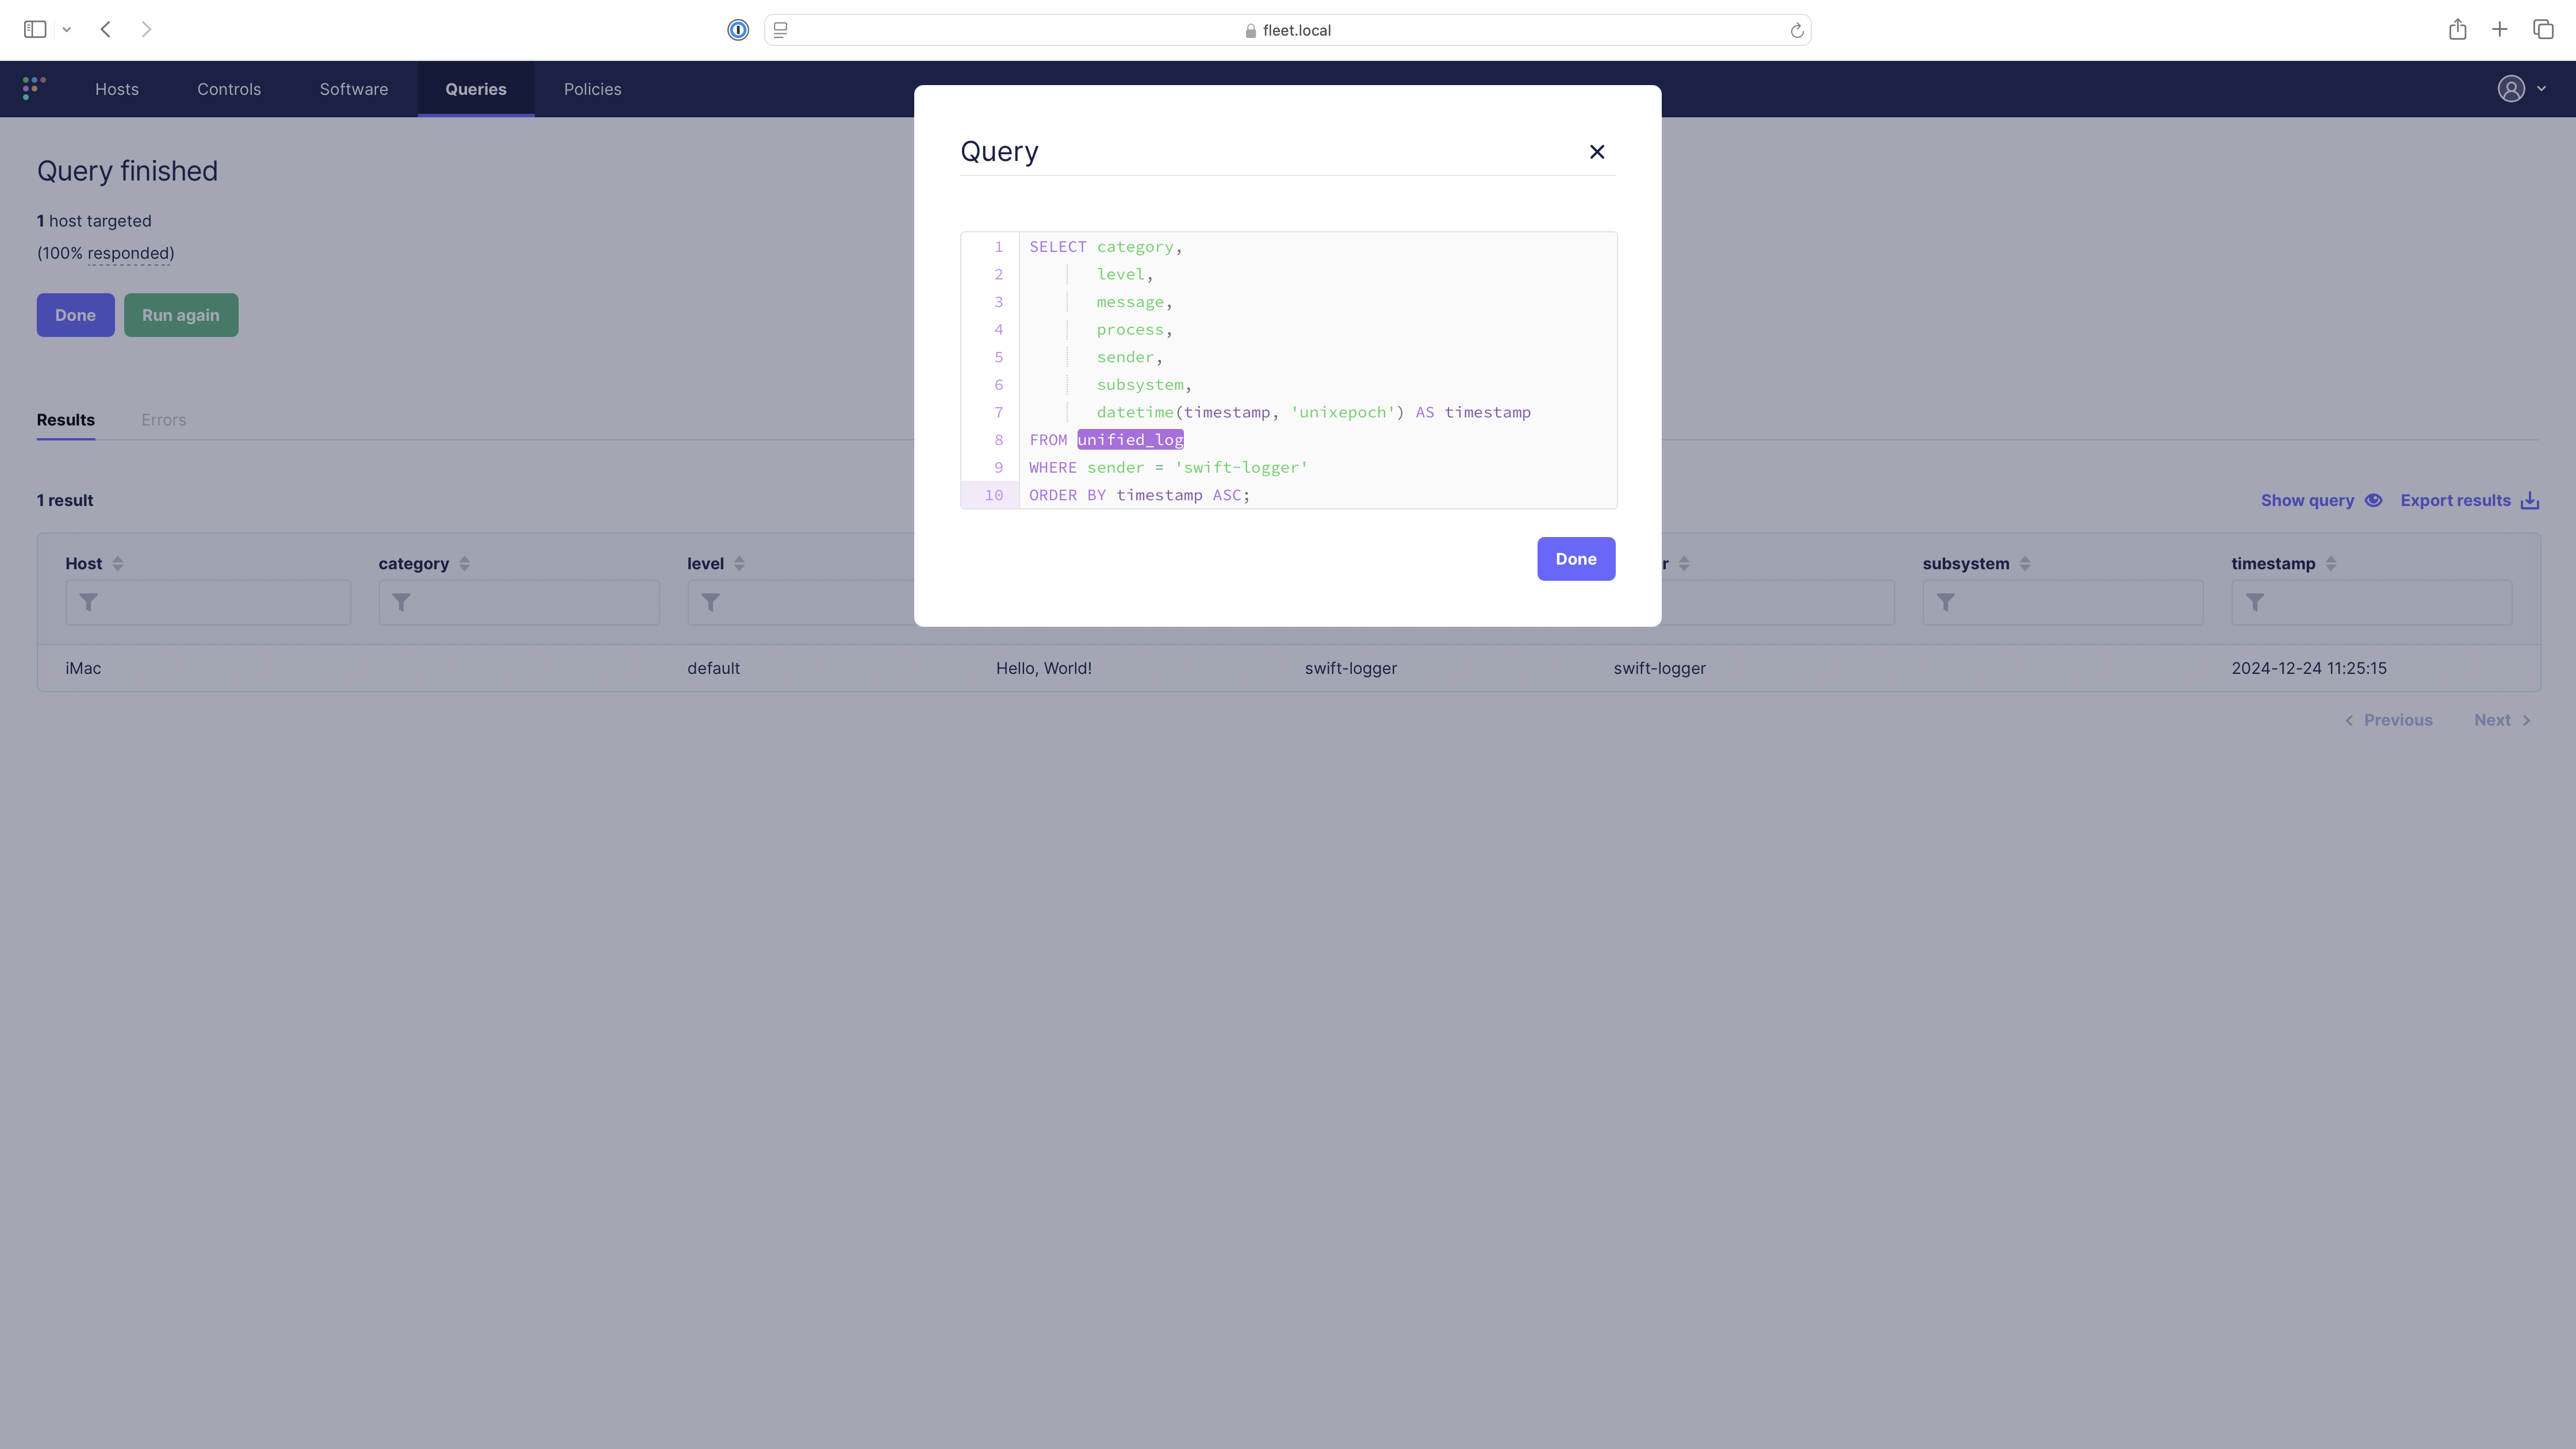 fleet.local
Hosts Controls Software Queries Policies
Query finished
1 host targeted
(100% responded)
Done Run again
Results Errors
1 result
Show query Export results
Host category level r subsystem timestamp
iMac default Hello, World! swift-logger swift-logger 2024-12-24 11:25:15
Previous Next
Query
1 SELECT category,
2 level,
3 message,
4 process,
5 sender,
6 subsystem,
7 datetime(timestamp, 'unixepoch') AS timestamp
8 FROM unified_log
9 WHERE sender = 'swift-logger'
10 ORDER BY timestamp ASC;
Done